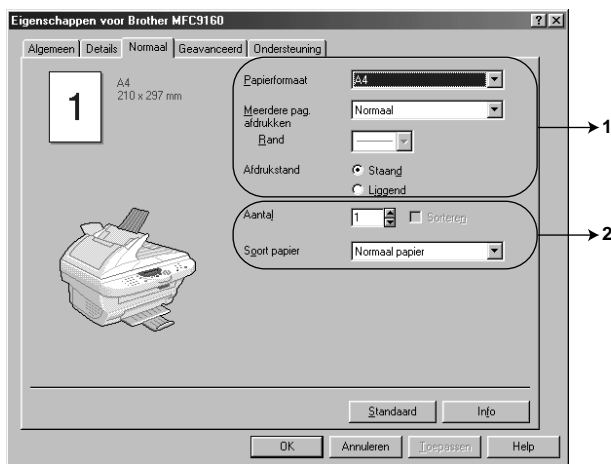 Eigenschappen voor Brother MFC9160
Algemeen Details Normaal Geavanceerd Ondersteuning
1
A4
210 x 297 mm
Papierformaat A4
Meerdere pag. afdrukken Normaal
Rand
Afdrukstand Staand
Liggend
1
Aantal 1 Sorteren
Soort papier Normaal papier
2
Standaard Info
OK Annuleren Toepassen Help